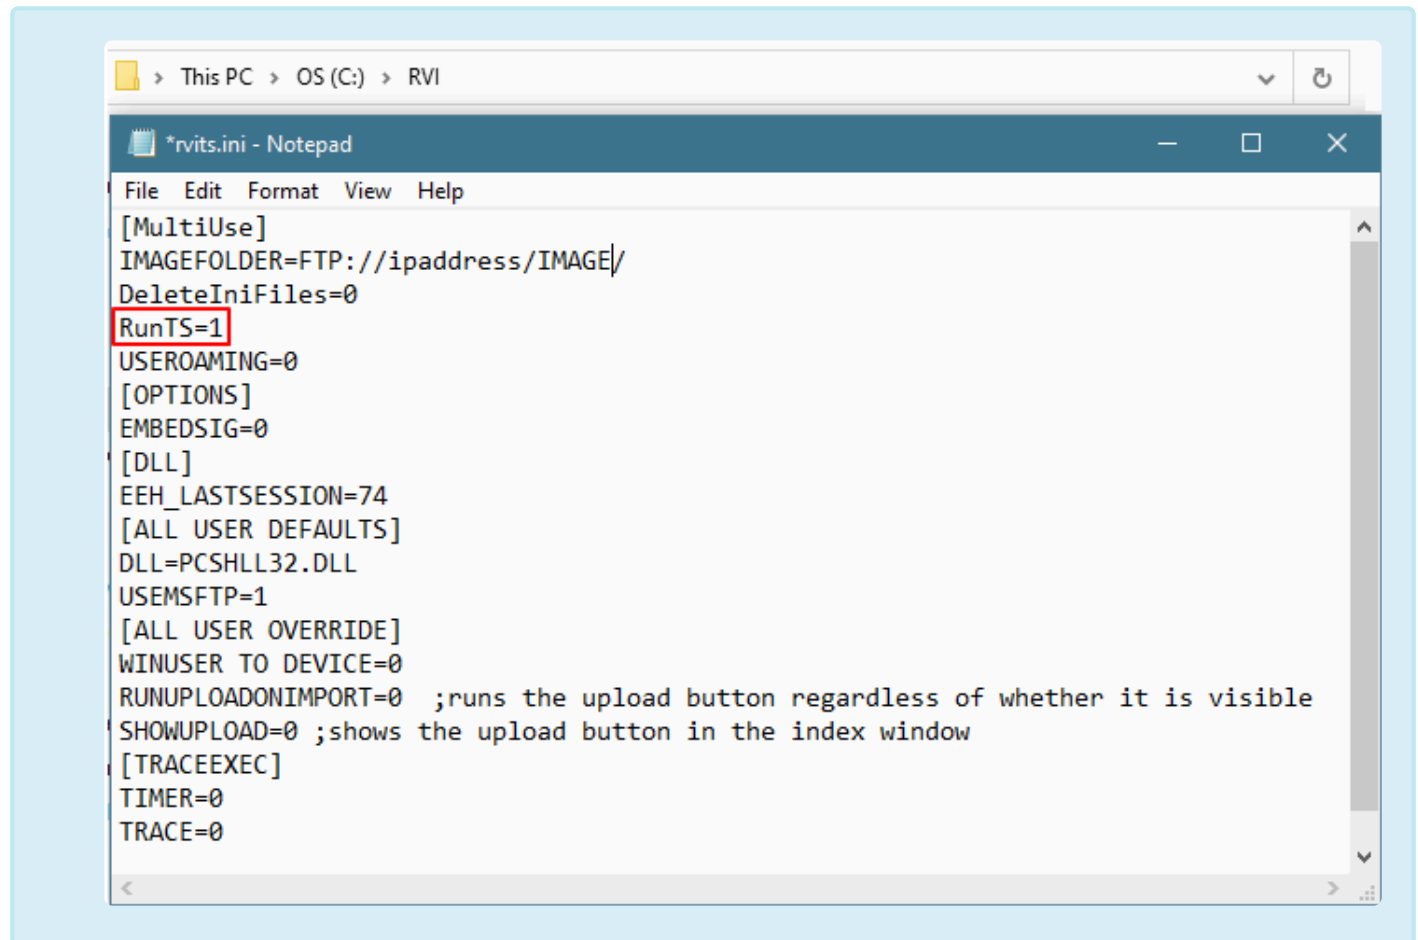 This PC > OS (C:) > RVI
*rvits.ini - Notepad
File Edit Format View Help
[MultiUse]
IMAGEFOLDER=FTP://ipaddress/IMAGE/
DeleteIniFiles=0
RunTS=1
USEROAMING=0
[OPTIONS]
EMBEDSIG=0
[DLL]
EEH_LASTSESSION=74
[ALL USER DEFAULTS]
DLL=PCSHLL32.DLL
USEMSFTP=1
[ALL USER OVERRIDE]
WINUSER TO DEVICE=0
RUNUPLOADONIMPORT=0  ;runs the upload button regardless of whether it is visible
SHOWUPLOAD=0 ;shows the upload button in the index window
[TRACEEXEC]
TIMER=0
TRACE=0